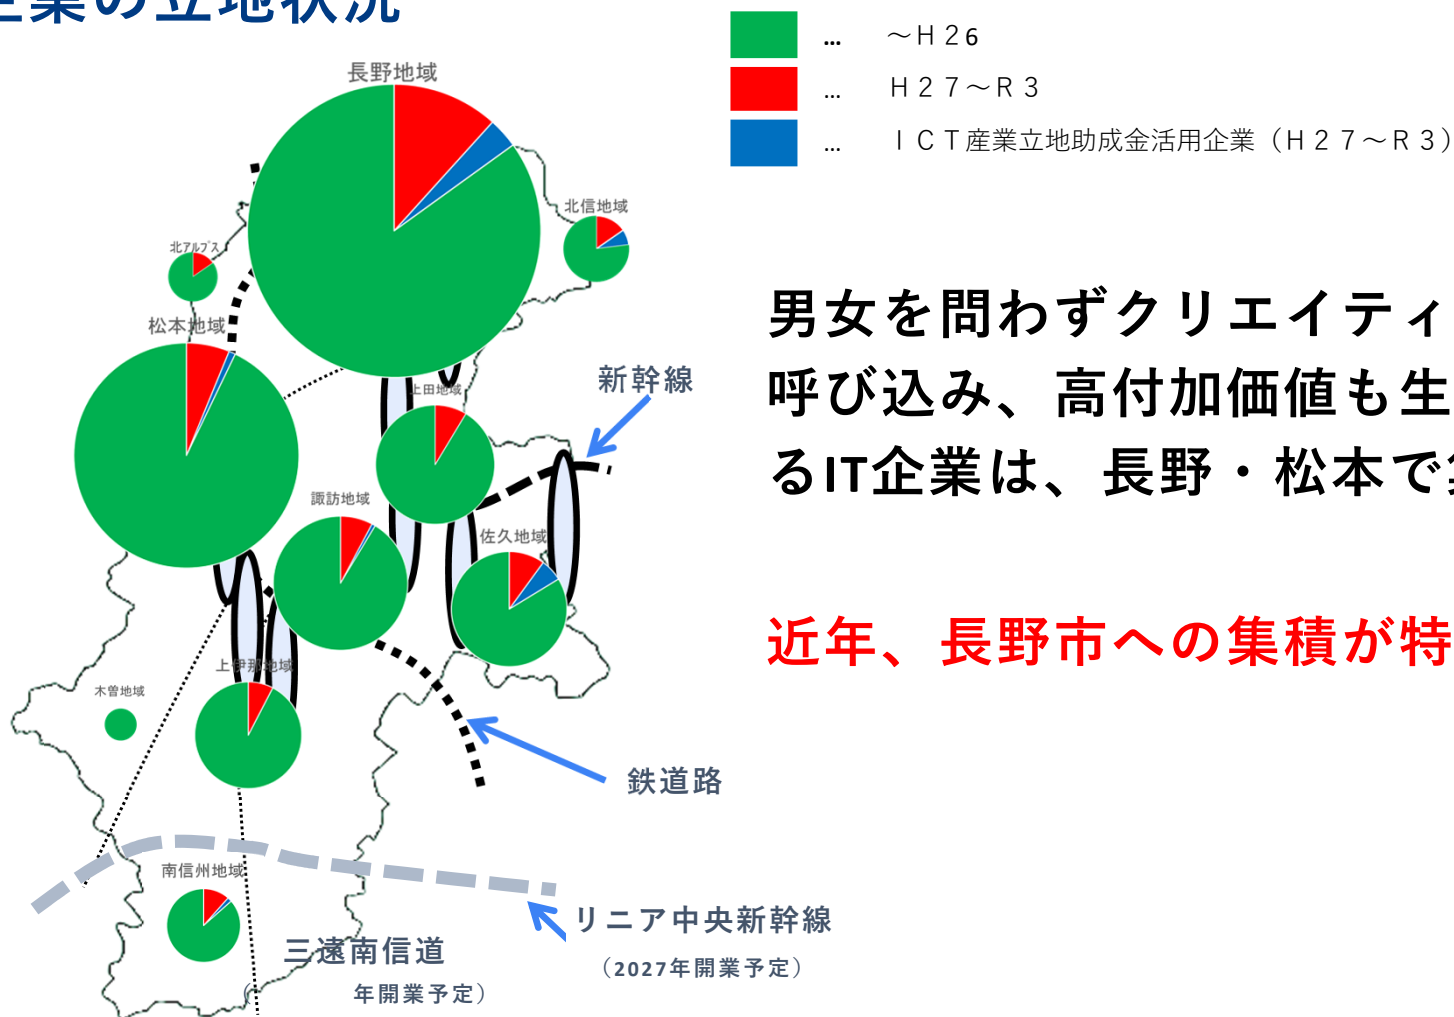 企業の立地状況
… ～Ｈ２６
… Ｈ２７～Ｒ３
… ＩＣＴ産業立地助成金活用企業（Ｈ２７～Ｒ３）
長野地域
北信地域
北アルプス
松本地域
上田地域
新幹線
男女を問わずクリエイティ
呼び込み、高付加価値も生
るIT企業は、長野・松本で
諏訪地域
佐久地域
近年、長野市への集積が特
上伊那地域
木曽地域
鉄道路
南信州地域
リニア中央新幹線
（2027年開業予定）
三遠南信道
（ 年開業予定）